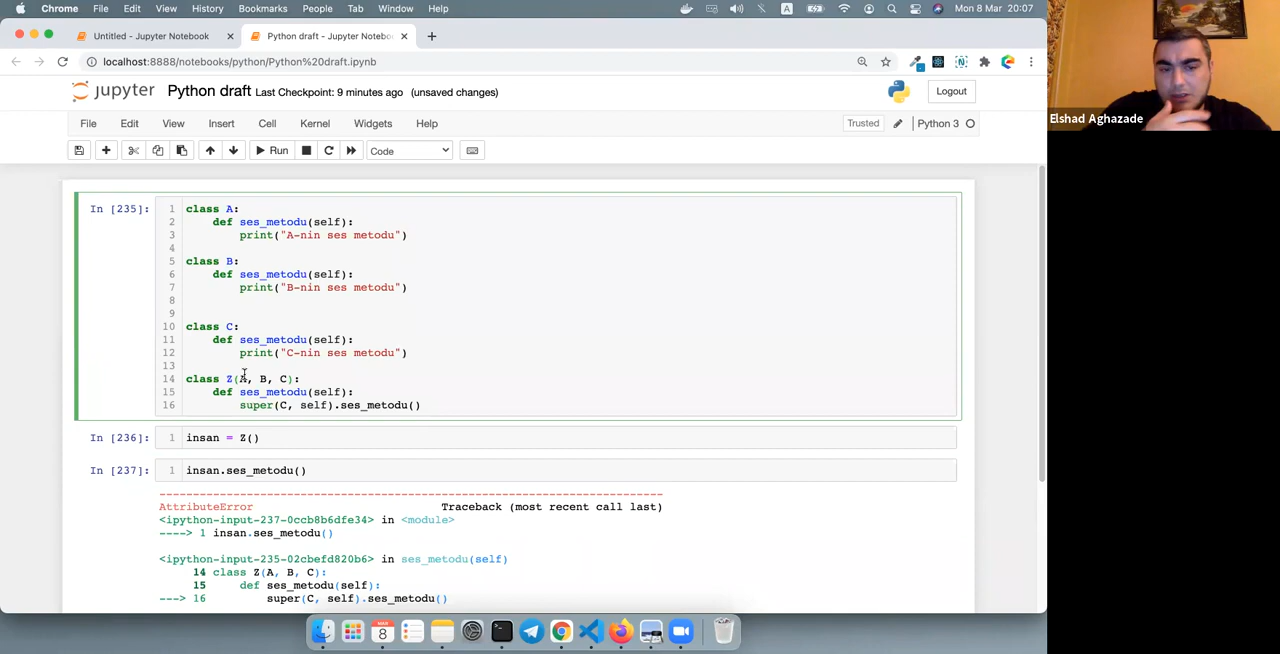 Chrome File Edit View History Bookmarks People Tab Window Help
A Mon 8 Mar 20:07
Untitled - Jupyter Notebook
Python draft - Jupyter Noteboo
localhost:8888/notebooks/python/Python%20draft.ipynb
jupyter Python draft Last Checkpoint: 9 minutes ago (unsaved changes)
Logout
File Edit View Insert Cell Kernel Widgets Help
Trusted Python 3
Run Code
In [235]:
1 class A:
2 def ses_metodu(self):
3 print("A-nin ses metodu")
4
5 class B:
6 def ses_metodu(self):
7 print("B-nin ses metodu")
8
9
10 class C:
11 def ses_metodu(self):
12 print("C-nin ses metodu")
13
14 class Z(A, B, C):
15 def ses_metodu(self):
16 super(C, self).ses_metodu()
In [236]: 1 insan = Z()
In [237]: 1 insan.ses_metodu()
---------------------------------------------------------------------------
AttributeError Traceback (most recent call last)
<ipython-input-237-0ccb8b6dfe34> in <module>
----> 1 insan.ses_metodu()
<ipython-input-235-02cbefd820b6> in ses_metodu(self)
14 class Z(A, B, C):
15 def ses_metodu(self):
---> 16 super(C, self).ses_metodu()
MAR
8
Elshad Aghazade